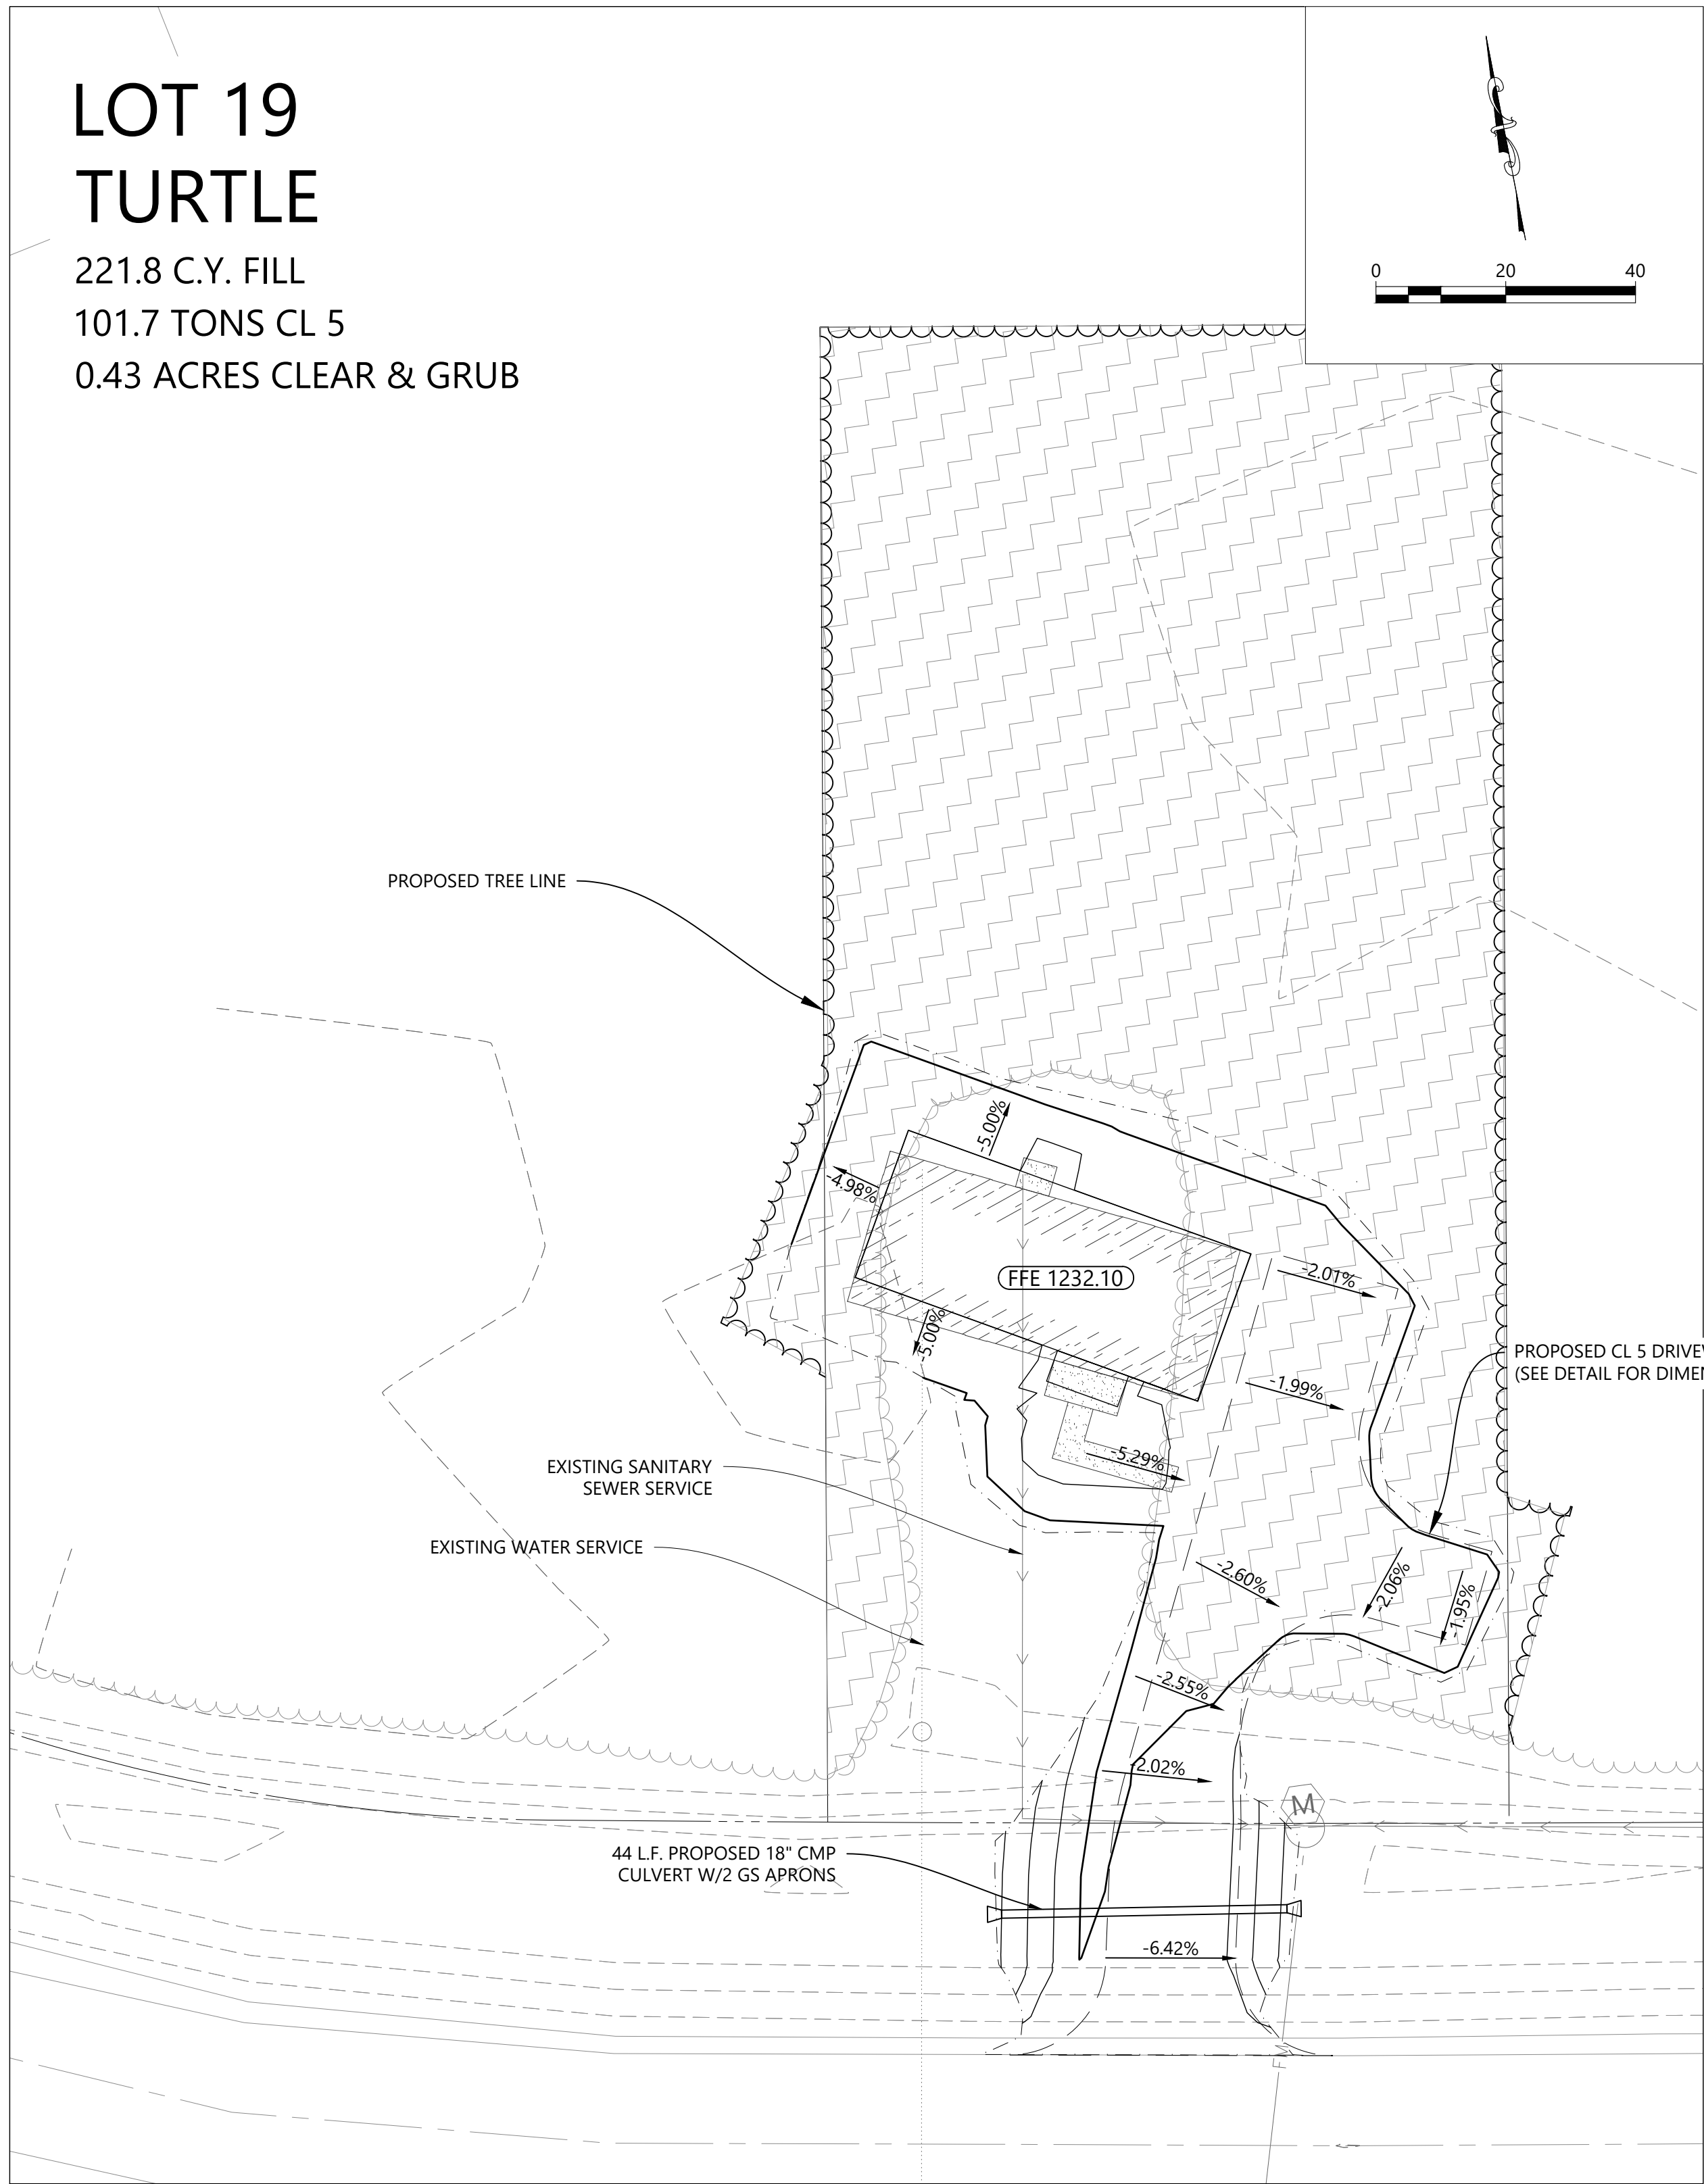 LOT 19
TURTLE
221.8 C.Y. FILL
101.7 TONS CL 5
0.43 ACRES CLEAR & GRUB
0 20 40
PROPOSED TREE LINE
-5.00%
-4.98%
FFE 1232.10
-2.01%
-5.00%
PROPOSED CL 5
(SEE DETAIL FOR
-1.99%
-5.29%
EXISTING SANITARY
SEWER SERVICE
EXISTING WATER SERVICE
-2.60%
-2.06%
-1.95%
-2.55%
-2.02%
M
44 L.F. PROPOSED 18" CMP
CULVERT W/2 GS APRONS
-6.42%